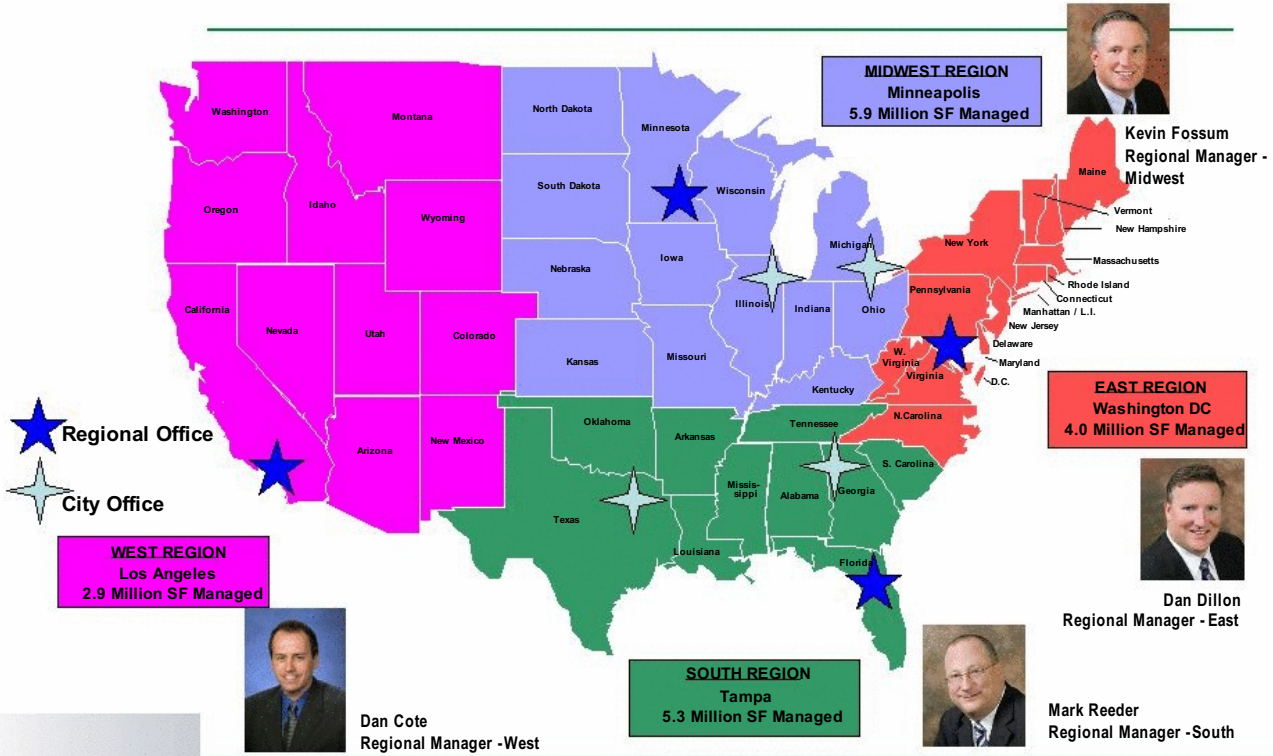 MIDWEST REGION
Minneapolis
5.9 Million SF Managed
Kevin Fossum
Regional Manager -
Midwest
Washington
Montana
North Dakota
Minnesota
Maine
Oregon
Idaho
Wyoming
South Dakota
Wisconsin
Michigan
New York
Vermont
New Hampshire
Massachusetts
Rhode Island
Connecticut
Manhattan / L.I.
New Jersey
Delaware
Maryland
D.C.
California
Nevada
Utah
Colorado
Nebraska
Iowa
Illinois
Indiana
Ohio
Pennsylvania
Kansas
Missouri
Kentucky
W.
Virginia
Virginia
N.Carolina
EAST REGION
Washington DC
4.0 Million SF Managed
Regional Office
City Office
Arizona
New Mexico
Oklahoma
Arkansas
Tennessee
S. Carolina
Texas
Louisiana
Missis-
sippi
Alabama
Georgia
Florida
WEST REGION
Los Angeles
2.9 Million SF Managed
Dan Dillon
Regional Manager - East
SOUTH REGION
Tampa
5.3 Million SF Managed
Dan Cote
Regional Manager -West
Mark Reeder
Regional Manager -South